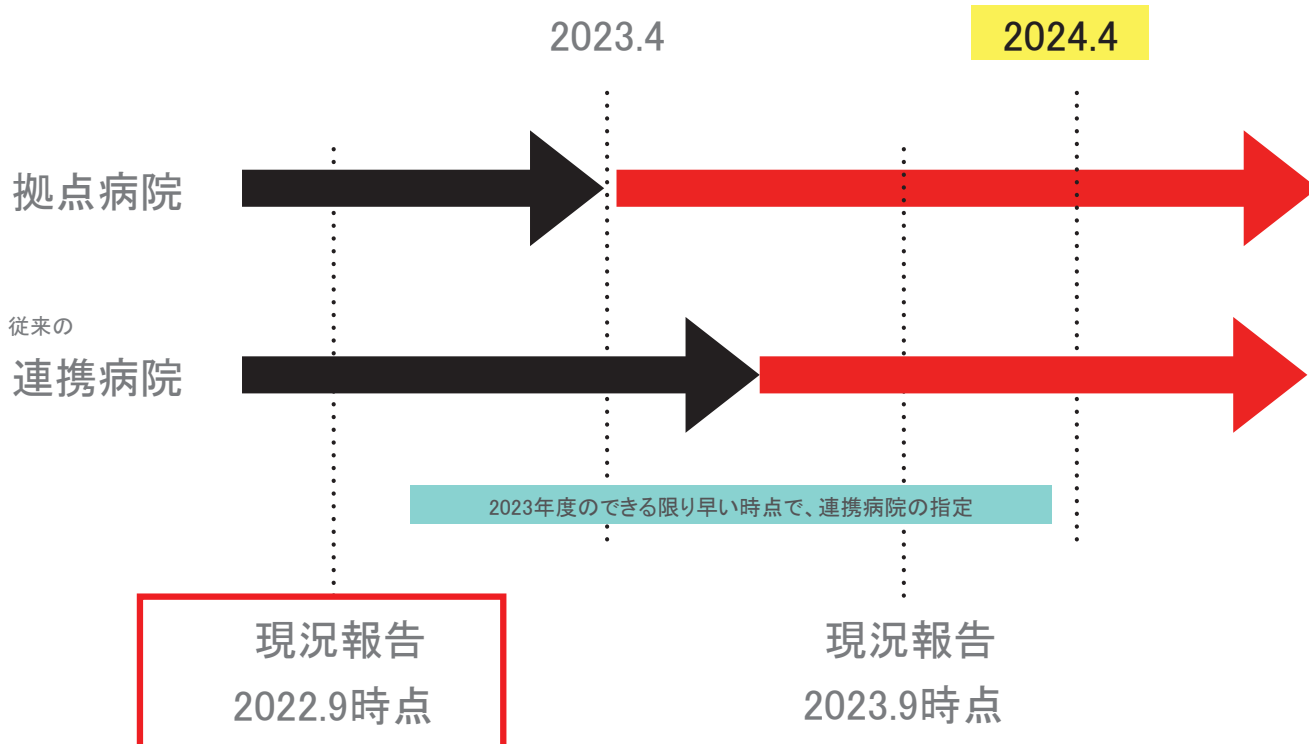 2023.4
2024.4
拠点病院
従来の
連携病院
2023年度のできる限り早い時点で、連携病院の指定
現況報告
2022.9時点
現況報告
2023.9時点